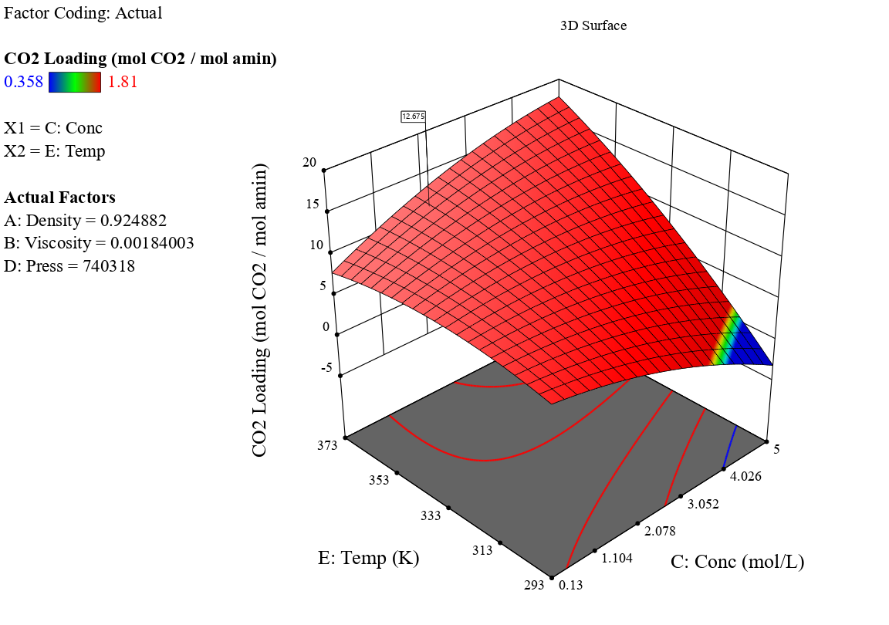 Factor Coding: Actual
3D Surface
CO2 Loading (mol CO2 / mol amin)
0.358 1.81
X1 = C: Conc
X2 = E: Temp
Actual Factors
A: Density = 0.924882
B: Viscosity = 0.00184003
D: Press = 740318
12.675
CO2 Loading (mol CO2 / mol amin)
20
15
10
5
0
-5
373
353
333
313
293
E: Temp (K)
0.13
1.104
2.078
3.052
4.026
5
C: Conc (mol/L)